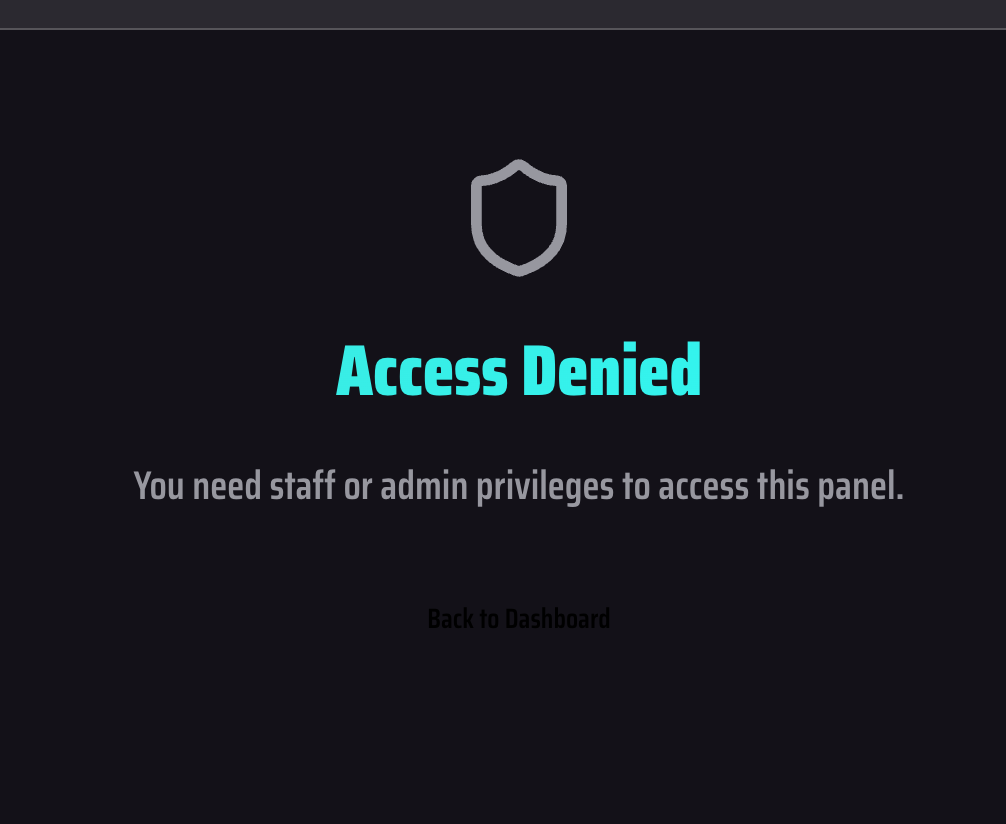 Access Denied
You need staff or admin privileges to access this panel.
Back to Dashboard